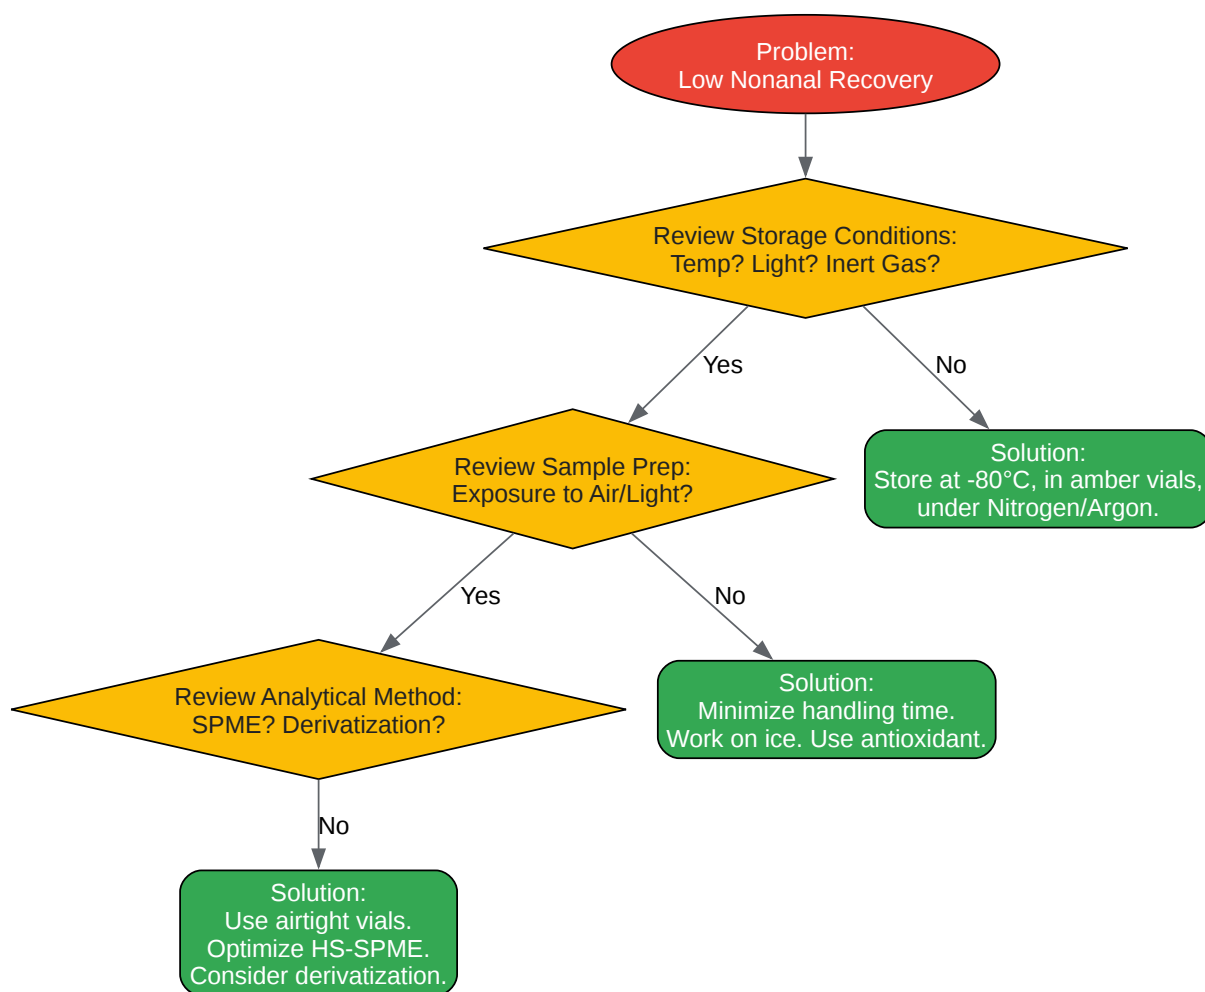 Problem:
Low Nonanal Recovery
Review Storage Conditions:
Temp? Light? Inert Gas?
Yes
No
Review Sample Prep:
Exposure to Air/Light?
Solution:
Store at -80°C, in amber vials,
under Nitrogen/Argon.
Yes
No
Review Analytical Method:
SPME? Derivatization?
Solution:
Minimize handling time.
Work on ice. Use antioxidant.
No
Solution:
Use airtight vials.
Optimize HS-SPME.
Consider derivatization.